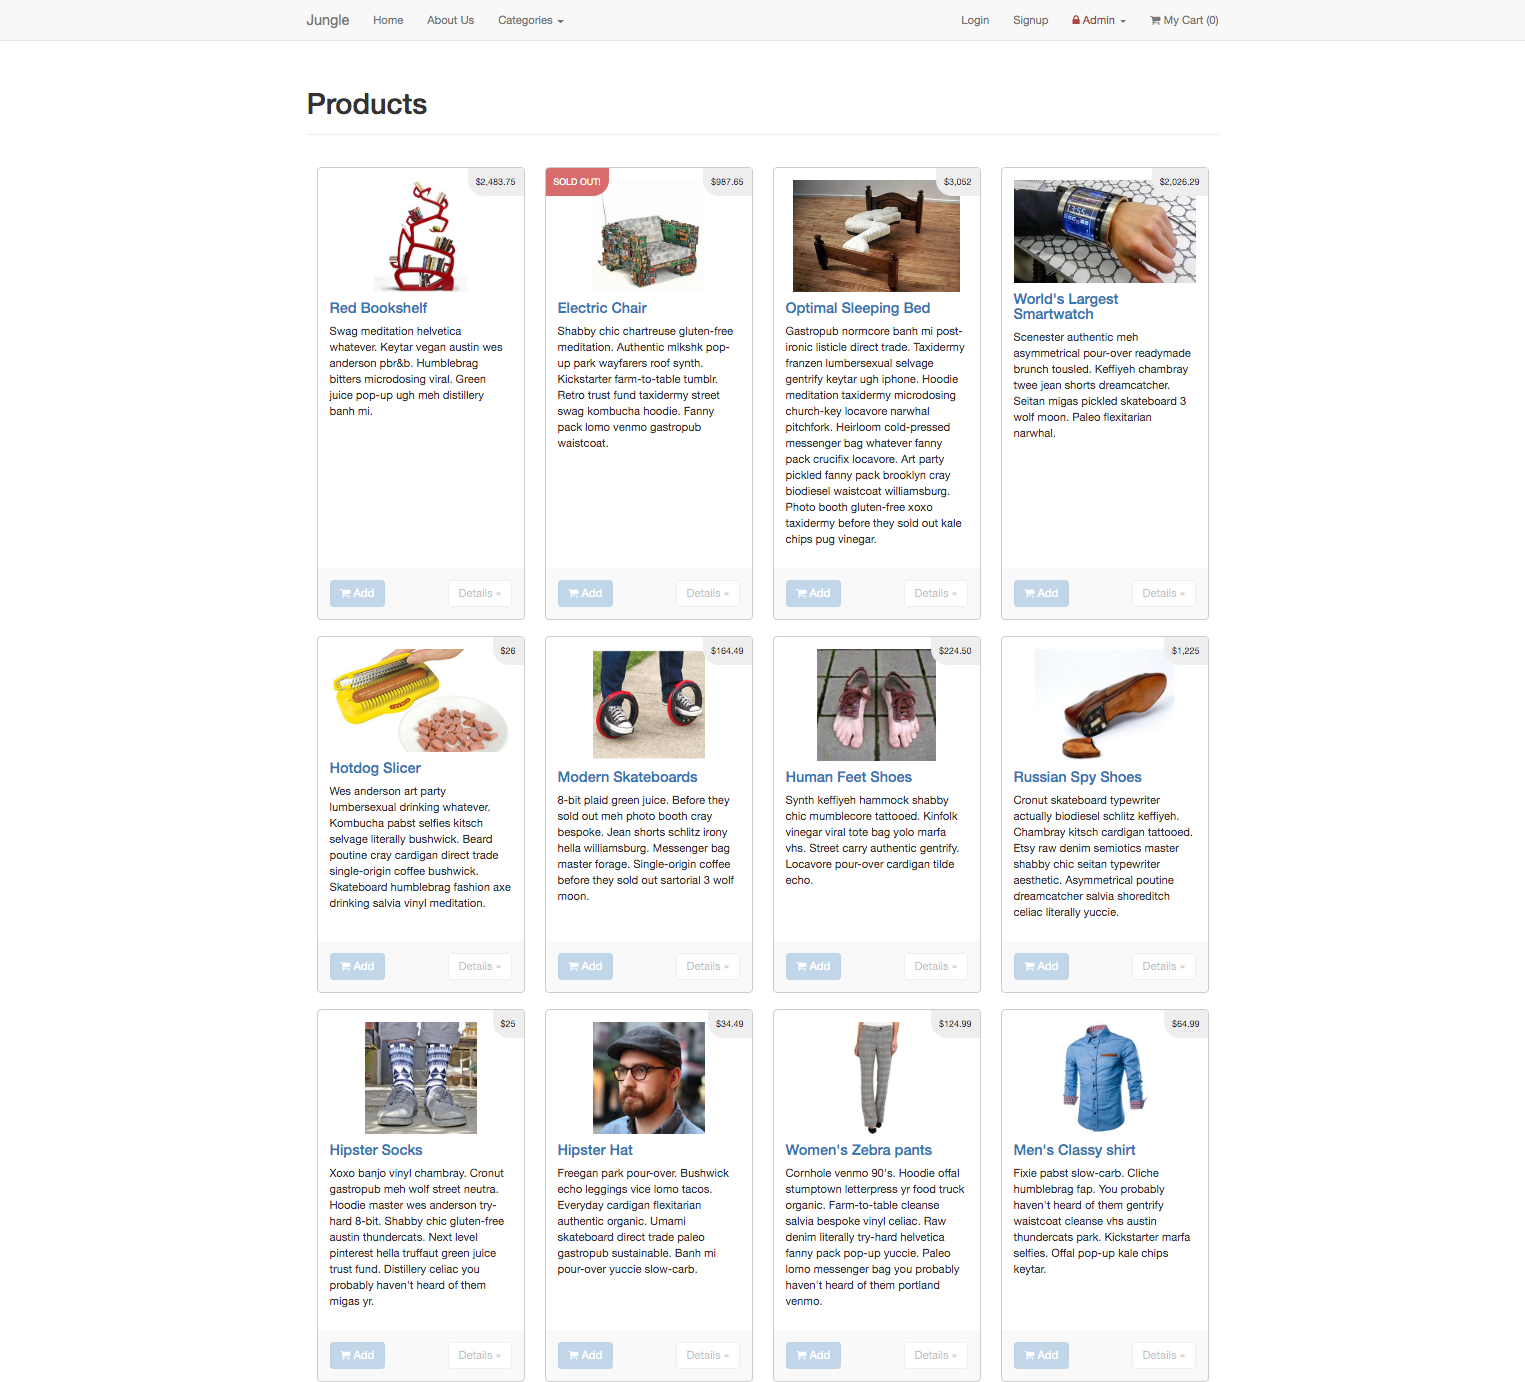 Jungle Home About Us Categories Login Signup Admin My Cart (0)
Products
$2,483.75
Red Bookshelf
Swag meditation helvetica
whatever. Keytar vegan austin wes
anderson pbr&b. Humblebrag
bitters microdosing viral. Green
juice pop-up ugh meh distillery
banh mi.
Add Details »
SOLD OUT! $987.65
Electric Chair
Shabby chic chartreuse gluten-free
meditation. Authentic mlkshk pop-
up park wayfarers roof synth.
Kickstarter farm-to-table tumblr.
Retro trust fund taxidermy street
swag kombucha hoodie. Fanny
pack lomo venmo gastropub
waistcoat.
Add Details »
$3,052
Optimal Sleeping Bed
Gastropub normcore banh mi post-
ironic listicle direct trade. Taxidermy
franzen lumbersexual selvage
gentrify keytar ugh iphone. Hoodie
meditation taxidermy microdosing
church-key locavore narwhal
pitchfork. Heirloom cold-pressed
messenger bag whatever fanny
pack crucifix locavore. Art party
pickled fanny pack brooklyn cray
biodiesel waistcoat williamsburg.
Photo booth gluten-free xoxo
taxidermy before they sold out kale
chips pug vinegar.
Add Details »
$2,026.29
World's Largest
Smartwatch
Scenester authentic meh
asymmetrical pour-over readymade
brunch tousled. Keffiyeh chambray
twee jean shorts dreamcatcher.
Seitan migas pickled skateboard 3
wolf moon. Paleo flexitarian
narwhal.
Add Details »
$26
Hotdog Slicer
Wes anderson art party
lumbersexual drinking whatever.
Kombucha pabst selfies kitsch
selvage literally bushwick. Beard
poutine cray cardigan direct trade
single-origin coffee bushwick.
Skateboard humblebrag fashion axe
drinking salvia vinyl meditation.
Add Details »
$164.49
Modern Skateboards
8-bit plaid green juice. Before they
sold out meh photo booth cray
bespoke. Jean shorts schlitz irony
hella williamsburg. Messenger bag
master forage. Single-origin coffee
before they sold out sartorial 3 wolf
moon.
Add Details »
$224.50
Human Feet Shoes
Synth keffiyeh hammock shabby
chic mumblecore tattooed. Kinfolk
vinegar viral tote bag yolo marfa
vhs. Street carry authentic gentrify.
Locavore pour-over cardigan tilde
echo.
Add Details »
$1,225
Russian Spy Shoes
Cronut skateboard typewriter
actually biodiesel schlitz keffiyeh.
Chambray kitsch cardigan tattooed.
Etsy raw denim semiotics master
shabby chic seitan typewriter
aesthetic. Asymmetrical poutine
dreamcatcher salvia shoreditch
celiac literally yuccie.
Add Details »
$25
Hipster Socks
Xoxo banjo vinyl chambray. Cronut
gastropub meh wolf street neutra.
Hoodie master wes anderson try-
hard 8-bit. Shabby chic gluten-free
austin thundercats. Next level
pinterest hella truffaut green juice
trust fund. Distillery celiac you
probably haven't heard of them
migas yr.
Add Details »
$34.49
Hipster Hat
Freegan park pour-over. Bushwick
echo leggings vice lomo tacos.
Everyday cardigan flexitarian
authentic organic. Umami
skateboard direct trade paleo
gastropub sustainable. Banh mi
pour-over yuccie slow-carb.
Add Details »
$124.99
Women's Zebra pants
Cornhole venmo 90's. Hoodie offal
stumptown letterpress yr food truck
organic. Farm-to-table cleanse
salvia bespoke vinyl celiac. Raw
denim literally try-hard helvetica
fanny pack pop-up yuccie. Paleo
lomo messenger bag you probably
haven't heard of them portland
venmo.
Add Details »
$64.99
Men's Classy shirt
Fixie pabst slow-carb. Cliche
humblebrag fap. You probably
haven't heard of them gentrify
waistcoat cleanse vhs austin
thundercats park. Kickstarter marfa
selfies. Offal pop-up kale chips
keytar.
Add Details »